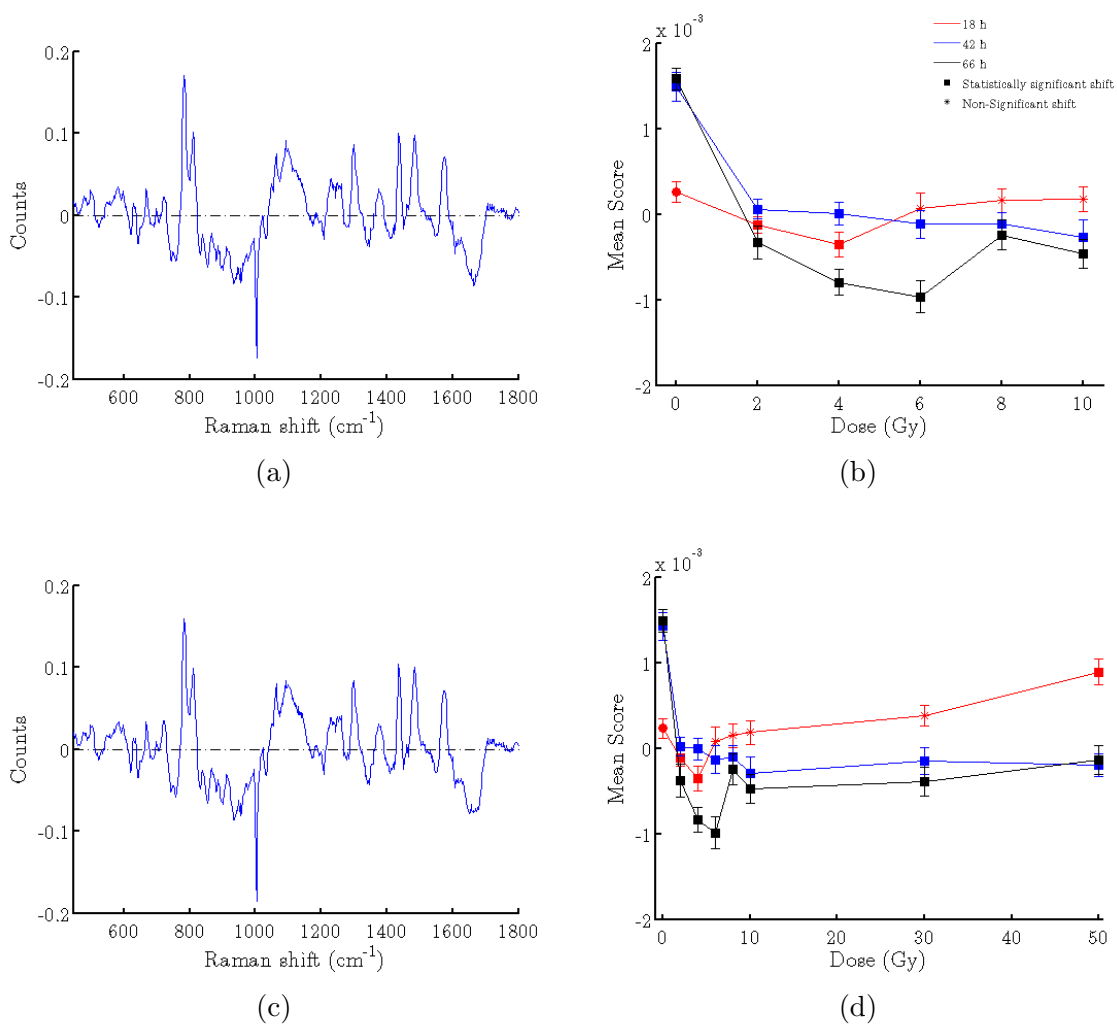 0.2
0.1
0
-0.1
-0.2
Counts
600 800 1000 1200 1400 1600 1800
Raman shift (cm-1)
(a)
x 10-3
2
1
0
-1
-2
Mean Score
18 h
42 h
66 h
Statistically significant shift
Non-Significant shift
0 2 4 6 8 10
Dose (Gy)
(b)
0.2
0.1
0
-0.1
-0.2
Counts
600 800 1000 1200 1400 1600 1800
Raman shift (cm-1)
(c)
x 10-3
2
1
0
-1
-2
Mean Score
0 10 20 30 40 50
Dose (Gy)
(d)